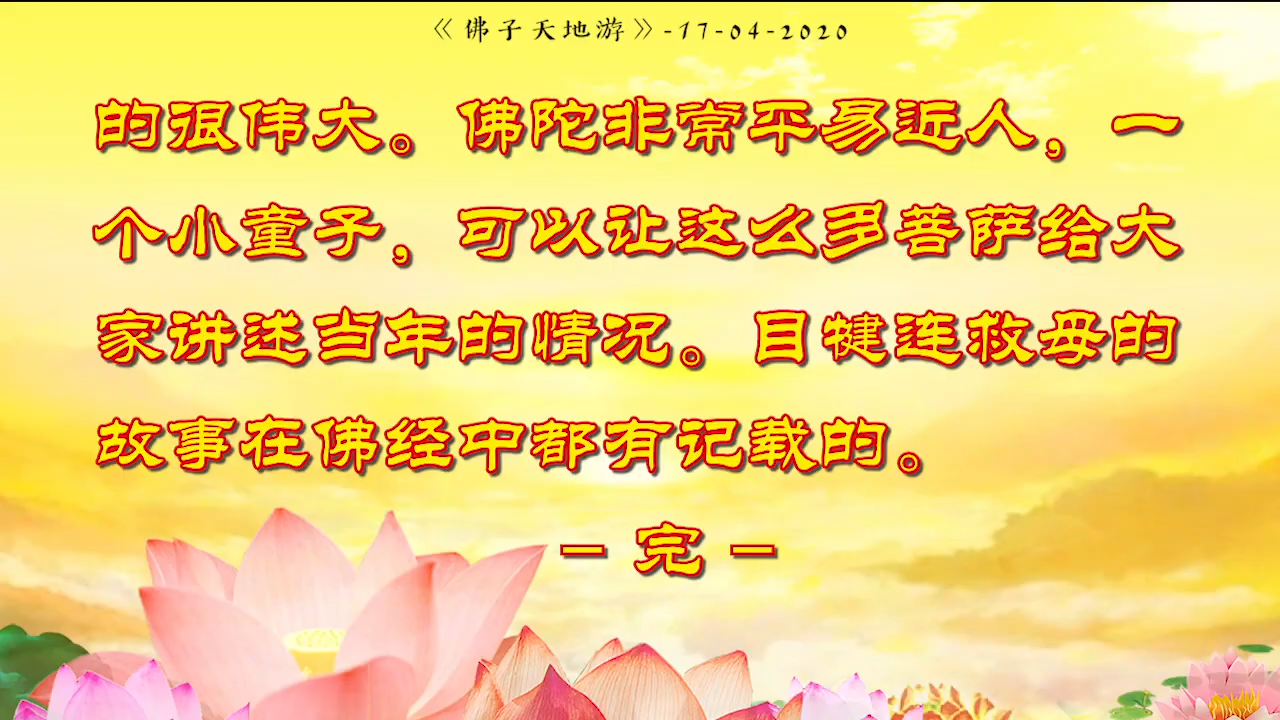 《佛子天地游》-17-04-2020
的很伟大。佛陀非常平易近人，一
个小童子，可以让这么多菩萨给大
家讲述当年的情况。目犍连救母的
故事在佛经中都有记载的。
- 完 -